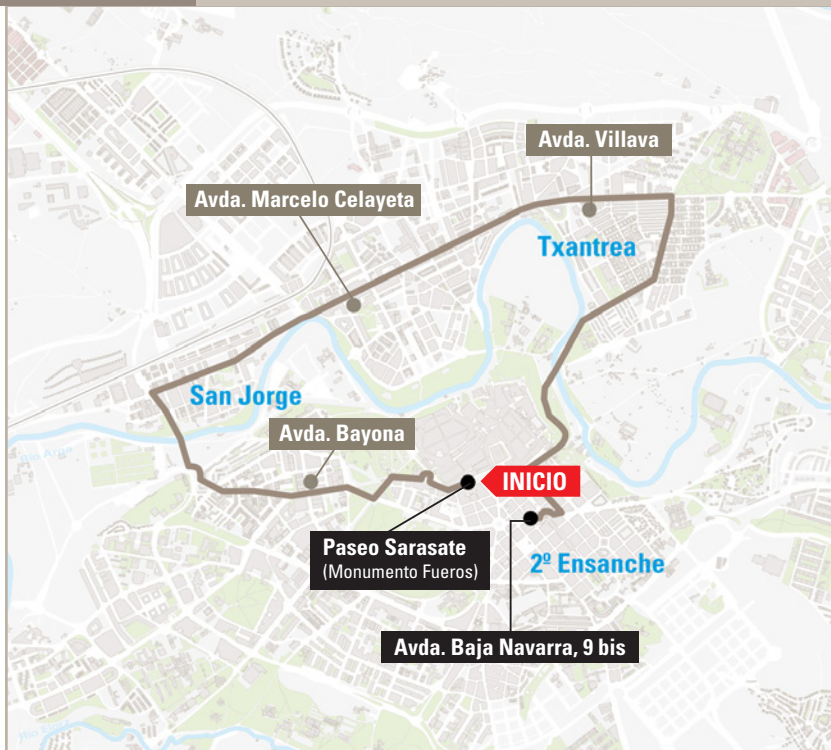 Avda. Villava
Avda. Marcelo Celayeta
Txantrea
San Jorge
Avda. Bayona
INICIO
Paseo Sarasate
(Monumento Fueros)
2º Ensanche
Avda. Baja Navarra, 9 bis